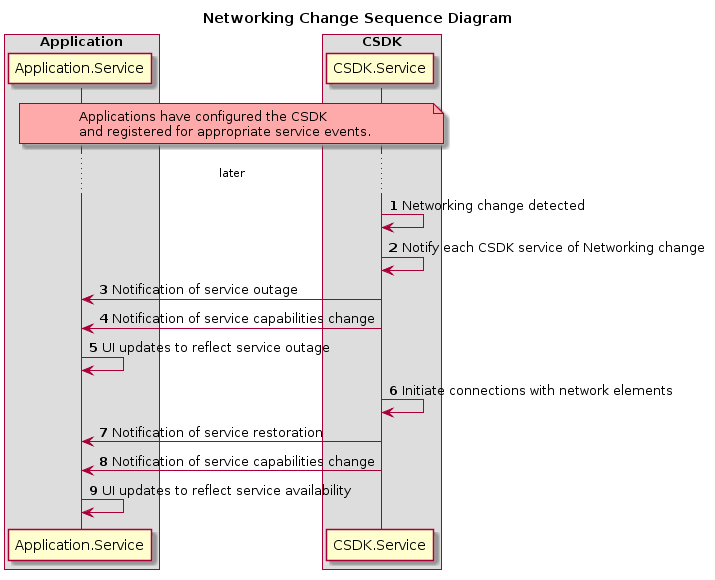 Networking Change Sequence Diagram
Application
CSDK
Application.Service
CSDK.Service
Applications have configured the CSDK
and registered for appropriate service events.
later
1 Networking change detected
2 Notify each CSDK service of Networking change
3 Notification of service outage
4 Notification of service capabilities change
5 UI updates to reflect service outage
6 Initiate connections with network elements
7 Notification of service restoration
8 Notification of service capabilities change
9 UI updates to reflect service availability
Application.Service
CSDK.Service